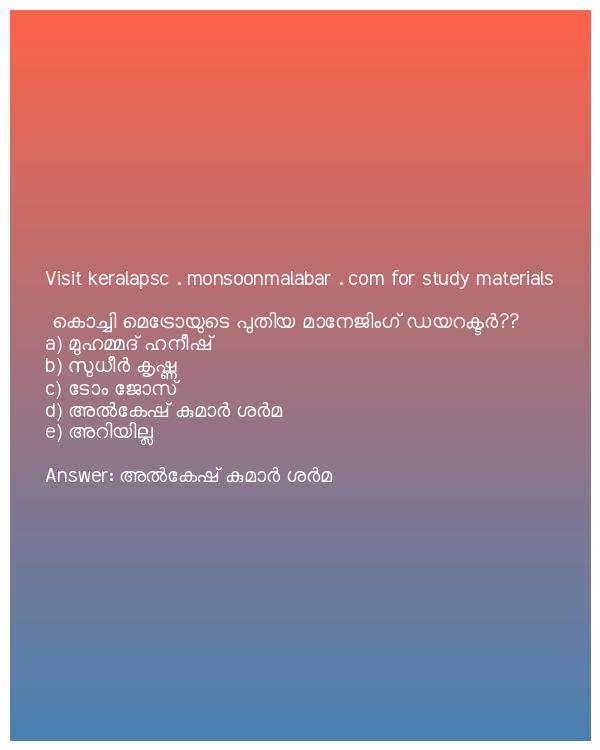 Visit keralapsc . monsoonmalabar . com for study materials
കൊച്ചി മെട്രോയുടെ പുതിയ മാനേജിംഗ് ഡയറക്ടർ??
a) മുഹമ്മദ് ഹനീഷ്
b) സുധീർ കൃഷ്ണ
c) ടോം ജോസ്
d) അൽകേഷ് കുമാർ ശർമ
e) അറിയില്ല
Answer: അൽകേഷ് കുമാർ ശർമ